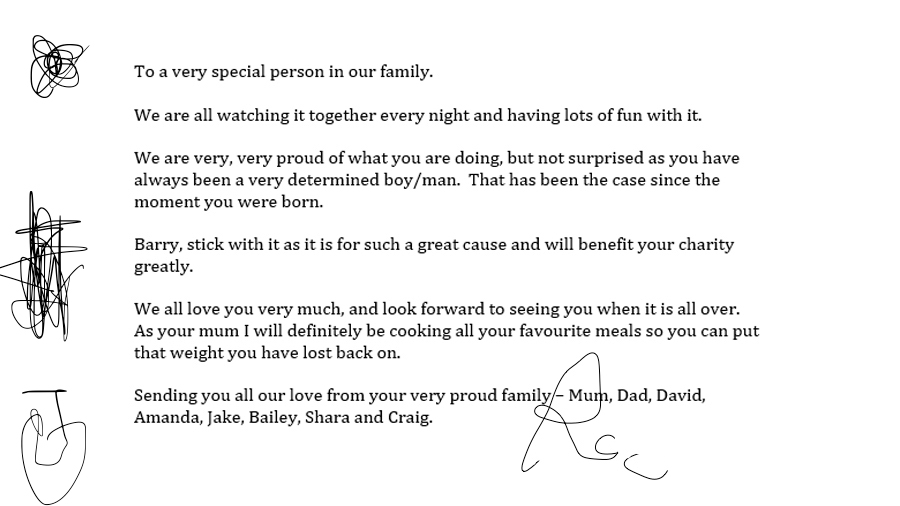 To a very special person in our family.
We are all watching it together every night and having lots of fun with it.
We are very, very proud of what you are doing, but not surprised as you have
always been a very determined boy/man.  That has been the case since the
moment you were born.
Barry, stick with it as it is for such a great cause and will benefit your charity
greatly.
We all love you very much, and look forward to seeing you when it is all over.
As your mum I will definitely be cooking all your favourite meals so you can put
that weight you have lost back on.
Sending you all our love from your very proud family – Mum, Dad, David,
Amanda, Jake, Bailey, Shara and Craig.